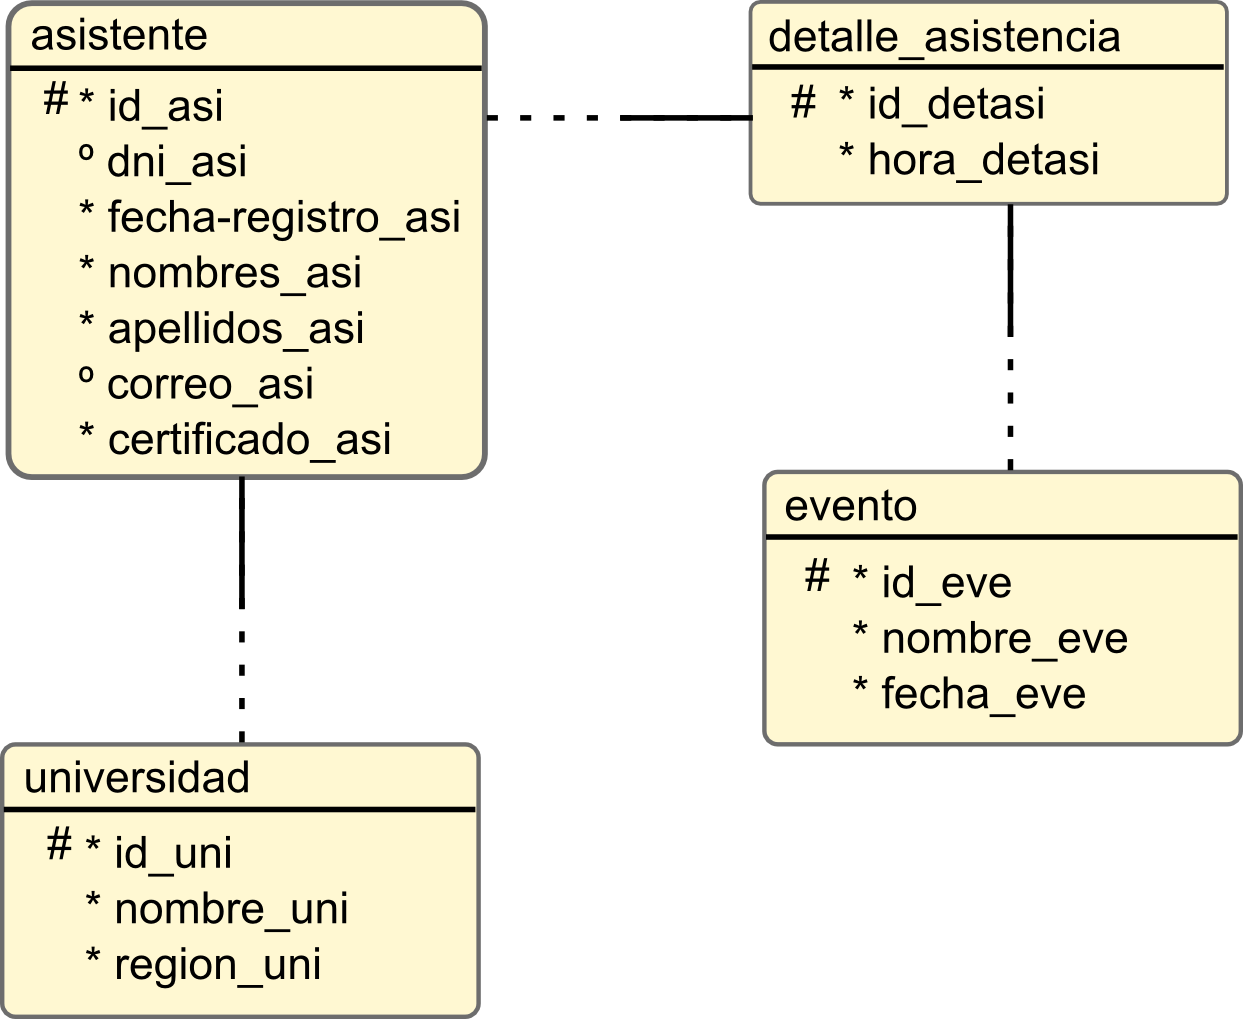 asistente
# * id_asi
º dni_asi
* fecha-registro_asi
* nombres_asi
* apellidos_asi
º correo_asi
* certificado_asi
detalle_asistencia
# * id_detasi
* hora_detasi
evento
# * id_eve
* nombre_eve
* fecha_eve
universidad
# * id_uni
* nombre_uni
* region_uni